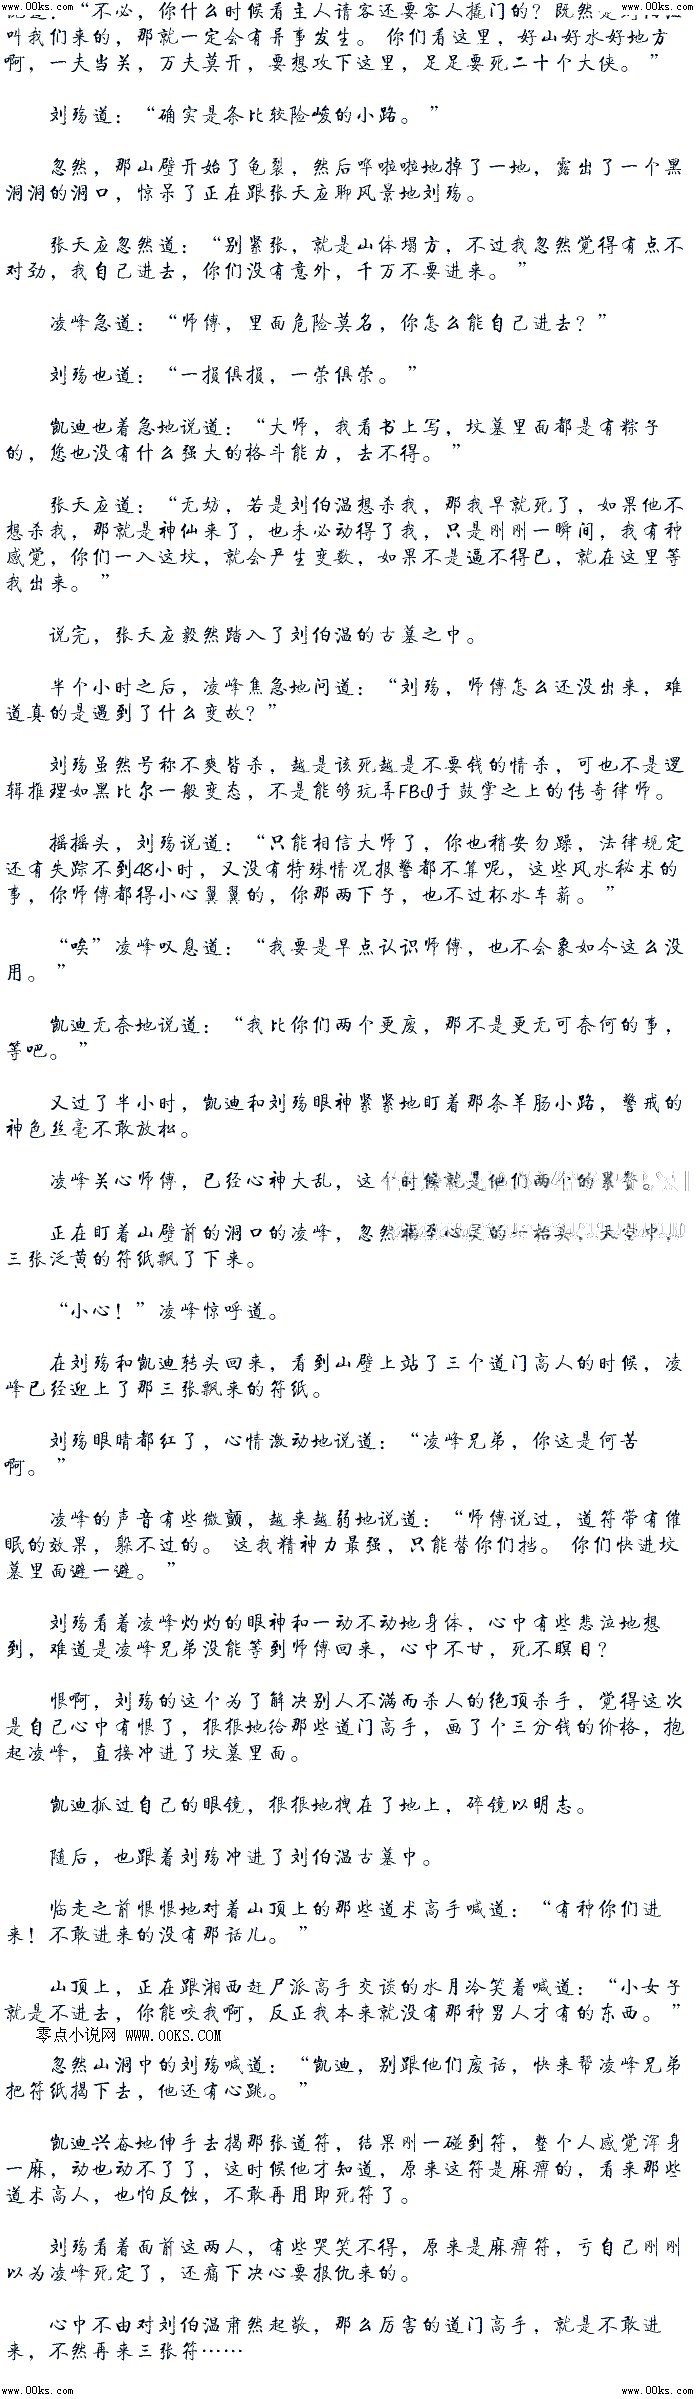 www.00ks.com www.00ks.com
说道：“不必，你什么时候看主人请客还要客人撬门的？既然是刘伯温
叫我们来的，那就一定会有异事发生。 你们看这里，好山好水好地方
啊，一夫当关，万夫莫开，要想攻下这里，足足要死二十个大侠。”
刘殇道：“确实是条比较险峻的小路。”
忽然，那山壁开始了龟裂，然后哗啦啦地掉了一地，露出了一个黑
洞洞的洞口，惊呆了正在跟张天应聊风景地刘殇。
张天应忽然道：“别紧张，就是山体塌方，不过我忽然觉得有点不
对劲，我自己进去，你们没有意外，千万不要进来。”
凌峰急道：“师傅，里面危险莫名，你怎么能自己进去？”
刘殇也道：“一损俱损，一荣俱荣。”
凯迪也着急地说道：“大师，我看书上写，坟墓里面都是有粽子
的，您也没有什么强大的格斗能力，去不得。”
张天应道：“无妨，若是刘伯温想杀我，那我早就死了，如果他不
想杀我，那就是神仙来了，也未必动得了我，只是刚刚一瞬间，我有种
感觉，你们一入这坟，就会产生变数，如果不是逼不得已，就在这里等
我出来。”
说完，张天应毅然踏入了刘伯温的古墓之中。
半个小时之后，凌峰焦急地问道：“刘殇，师傅怎么还没出来，难
道真的是遇到了什么变故？”
刘殇虽然号称不爽皆杀，越是该死越是不要钱的情杀，可也不是逻
辑推理如黑比尔一般变态，不是能够玩弄FBI于鼓掌之上的传奇律师。
摇摇头，刘殇说道：“只能相信大师了，你也稍安勿躁，法律规定
还有失踪不到48小时，又没有特殊情况报警都不算呢，这些风水秘术的
事，你师傅都得小心翼翼的，你那两下子，也不过杯水车薪。”
“唉”凌峰叹息道：“我要是早点认识师傅，也不会象如今这么没
用。”
凯迪无奈地说道：“我比你们两个更废，那不是更无可奈何的事，
等吧。”
又过了半小时，凯迪和刘殇眼神紧紧地盯着那条羊肠小路，警戒的
神色丝毫不敢放松。
凌峰关心师傅，已经心神大乱，这个时候就是他们两个的累赘。
正在盯着山壁前的洞口的凌峰，忽然福至心灵的一抬头，天空中，
三张泛黄的符纸飘了下来。
“小心！”凌峰惊呼道。
在刘殇和凯迪转头回来，看到山壁上站了三个道门高人的时候，凌
峰已经迎上了那三张飘来的符纸。
刘殇眼睛都红了，心情激动地说道：“凌峰兄弟，你这是何苦
啊。”
凌峰的声音有些微颤，越来越弱地说道：“师傅说过，道符带有催
眠的效果，躲不过的。 这我精神力最强，只能替你们挡。 你们快进坟
墓里面避一避。”
刘殇看着凌峰灼灼的眼神和一动不动地身体，心中有些悲泣地想
到，难道是凌峰兄弟没能等到师傅回来，心中不甘，死不瞑目？
恨啊，刘殇的这个为了解决别人不满而杀人的绝顶杀手，觉得这次
是自己心中有恨了，狠狠地给那些道门高手，画了个三分钱的价格，抱
起凌峰，直接冲进了坟墓里面。
凯迪抓过自己的眼镜，狠狠地拽在了地上，碎镜以明志。
随后，也跟着刘殇冲进了刘伯温古墓中。
临走之前恨恨地对着山顶上的那些道术高手喊道：“有种你们进
来！不敢进来的没有那话儿。”
山顶上，正在跟湘西赶尸派高手交谈的水月冷笑着喊道：“小女子
就是不进去，你能咬我啊，反正我本来就没有那种男人才有的东西。”
零点小说网 WWW.00KS.COM
忽然山洞中的刘殇喊道：“凯迪，别跟他们废话，快来帮凌峰兄弟
把符纸揭下去，他还有心跳。”
凯迪兴奋地伸手去揭那张道符，结果刚一碰到符，整个人感觉浑身
一麻，动也动不了了，这时候他才知道，原来这符是麻痹的，看来那些
道术高人，也怕反蚀，不敢再用即死符了。
刘殇看着面前这两人，有些哭笑不得，原来是麻痹符，亏自己刚刚
以为凌峰死定了，还痛下决心要报仇来的。
心中不由对刘伯温肃然起敬，那么厉害的道门高手，就是不敢进
来，不然再来三张符……
www.00ks.com www.00ks.com